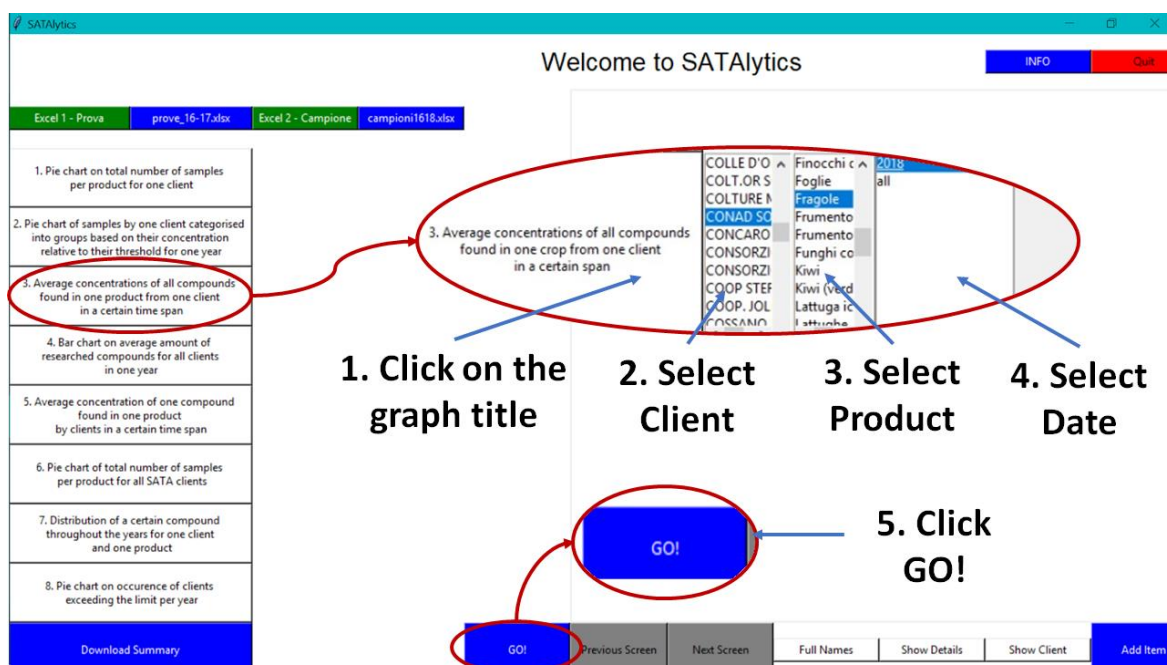 SATAlytics
Welcome to SATAlytics
INFO
Quit
Excel 1 - Prova
prove_16-17.xlsx
Excel 2 - Campione
campioni1618.xlsx
1. Pie chart on total number of samples
per product for one client
2. Pie chart of samples by one client categorised
into groups based on their concentration
relative to their threshold for one year
3. Average concentrations of all compounds
found in one product from one client
in a certain time span
4. Bar chart on average amount of
researched compounds for all clients
in one year
5. Average concentration of one compound
found in one product
by clients in a certain time span
6. Pie chart of total number of samples
per product for all SATA clients
7. Distribution of a certain compound
throughout the years for one client
and one product
8. Pie chart on occurence of clients
exceeding the limit per year
Download Summary
3. Average concentrations of all compounds
found in one crop from one client
in a certain span
COLLE D'O
COLT.OR S
COLTURE
CONAD SO
CONCARO
CONSORZI
CONSORZI
COOP STEF
COOP. JOL
COSSANO
Finocchi
Foglie
Fragole
Frumento
Frumento
Funghi co
Kiwi
Kiwi (verd
Lattuga ic
Lattughe
2018
all
1. Click on the
graph title
2. Select
Client
3. Select
Product
4. Select
Date
GO!
5. Click
GO!
GO!
Previous Screen
Next Screen
Full Names
Show Details
Show Client
Add Item